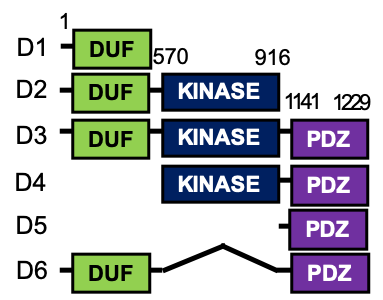 1
D1 DUF 570 916
D2 DUF KINASE 1141 1229
D3 DUF KINASE PDZ
D4 KINASE PDZ
D5 PDZ
D6 DUF PDZ